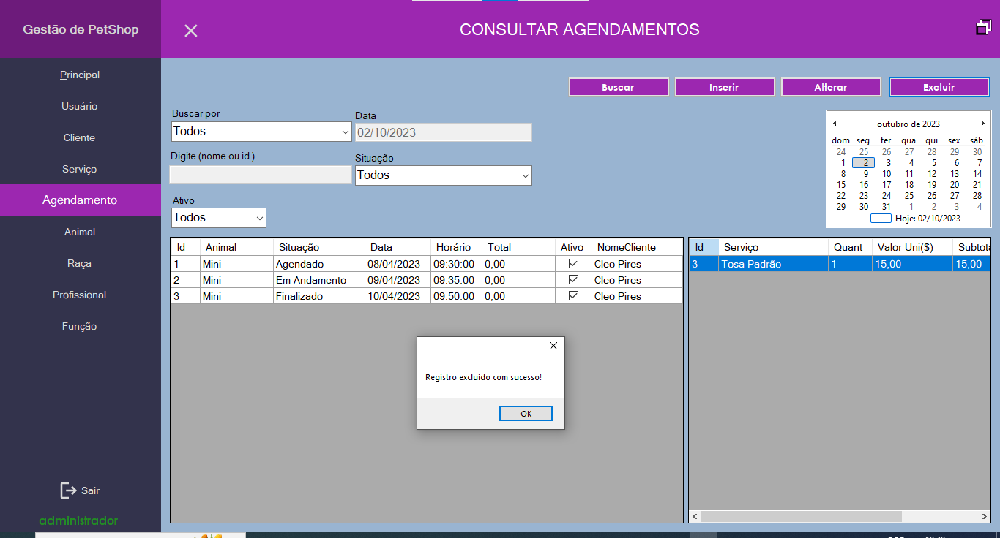 Gestão de PetShop
CONSULTAR AGENDAMENTOS
Principal
Usuário
Cliente
Serviço
Agendamento
Animal
Raça
Profissional
Função
Sair
administrador
Buscar Inserir Alterar Excluir
Buscar por
Todos
Data
02/10/2023
Digite (nome ou id )
Situação
Todos
Ativo
Todos
outubro de 2023
dom seg ter qua qui sex sáb
24 25 26 27 28 29 30
1 2 3 4 5 6 7
8 9 10 11 12 13 14
15 16 17 18 19 20 21
22 23 24 25 26 27 28
29 30 31 1 2 3 4
Hoje: 02/10/2023
Id Animal Situação Data Horário Total Ativo NomeCliente
1 Mini Agendado 08/04/2023 09:30:00 0,00 Cleo Pires
2 Mini Em Andamento 09/04/2023 09:35:00 0,00 Cleo Pires
3 Mini Finalizado 10/04/2023 09:50:00 0,00 Cleo Pires
Id Serviço Quant Valor Uni($) Subtota
3 Tosa Padrão 1 15,00 15,00
Registro excluido com sucesso!
OK